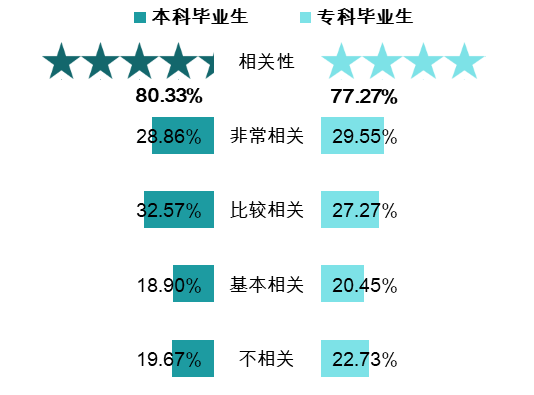 本科毕业生 专科毕业生
相关性
80.33% 77.27%
28.86% 非常相关 29.55%
32.57% 比较相关 27.27%
18.90% 基本相关 20.45%
19.67% 不相关 22.73%